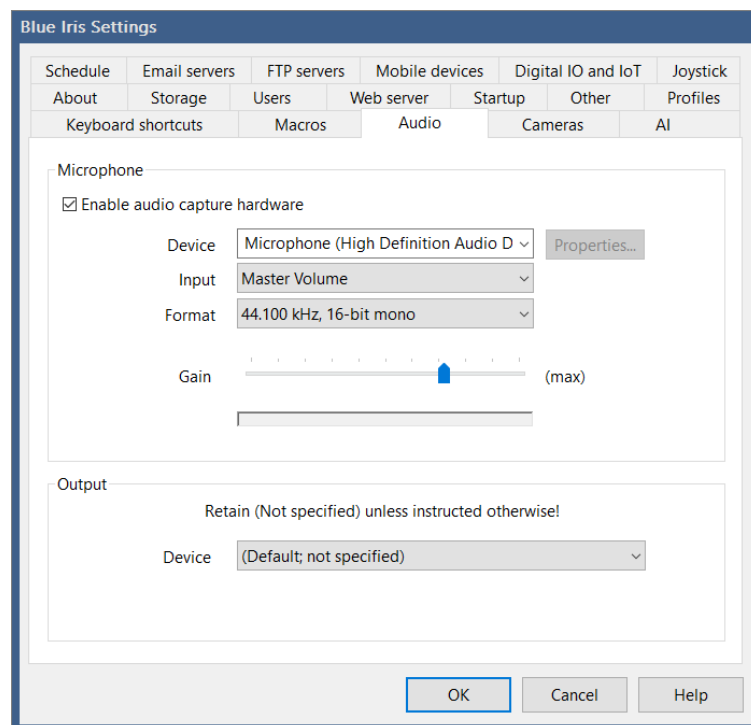 Blue Iris Settings
Schedule Email servers FTP servers Mobile devices Digital IO and IoT Joystick
About Storage Users Web server Startup Other Profiles
Keyboard shortcuts Macros Audio Cameras AI
Microphone
Enable audio capture hardware
Device Microphone (High Definition Audio D Properties...
Input Master Volume
Format 44.100 kHz, 16-bit mono
Gain (max)
Output
Retain (Not specified) unless instructed otherwise!
Device (Default; not specified)
OK Cancel Help